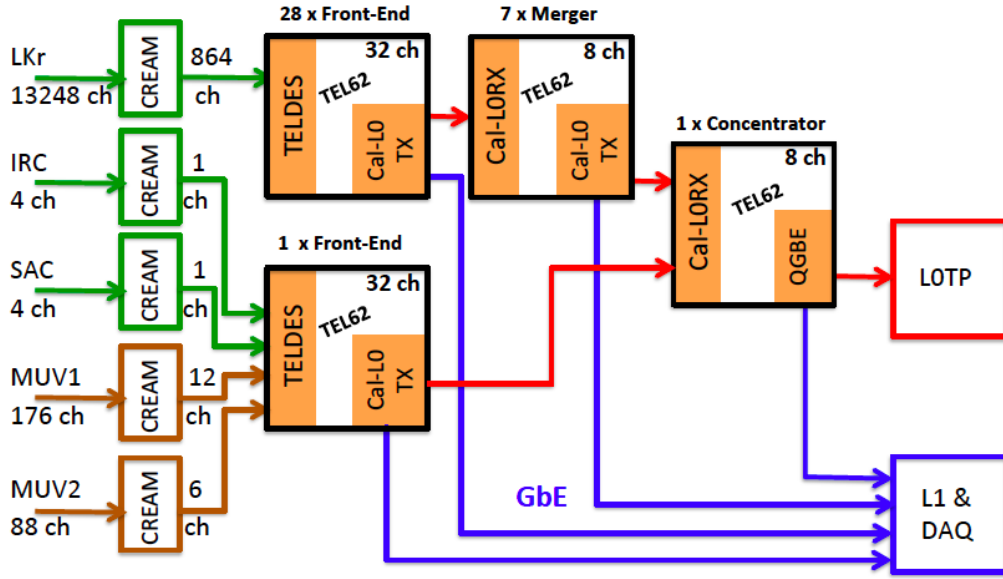 28 x Front-End
7 x Merger
LKr
13248 ch
CREAM
864
ch
TELDES
32 ch
TEL62
Cal-L0
TX
Cal-L0RX
8 ch
TEL62
Cal-L0
TX
1 x Concentrator
IRC
4 ch
CREAM
1
ch
Cal-L0RX
8 ch
TEL62
QGBE
L0TP
SAC
4 ch
CREAM
1
ch
1 x Front-End
TELDES
32 ch
TEL62
Cal-L0
TX
MUV1
176 ch
CREAM
12
ch
MUV2
88 ch
CREAM
6
ch
GbE
L1 &
DAQ